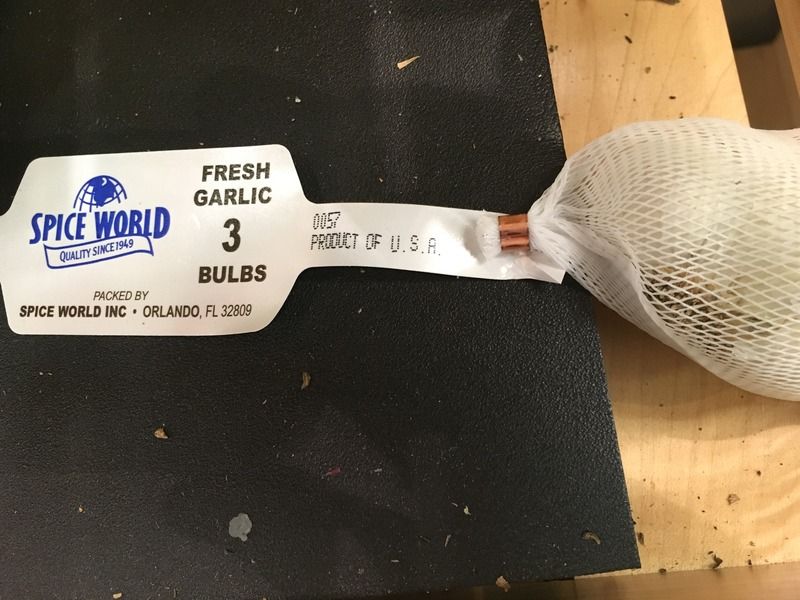 SPICE WORLD
QUALITY SINCE 1949
FRESH
GARLIC
3
BULBS
PACKED BY
SPICE WORLD INC • ORLANDO, FL 32809
0057
PRODUCT OF U.S.A.